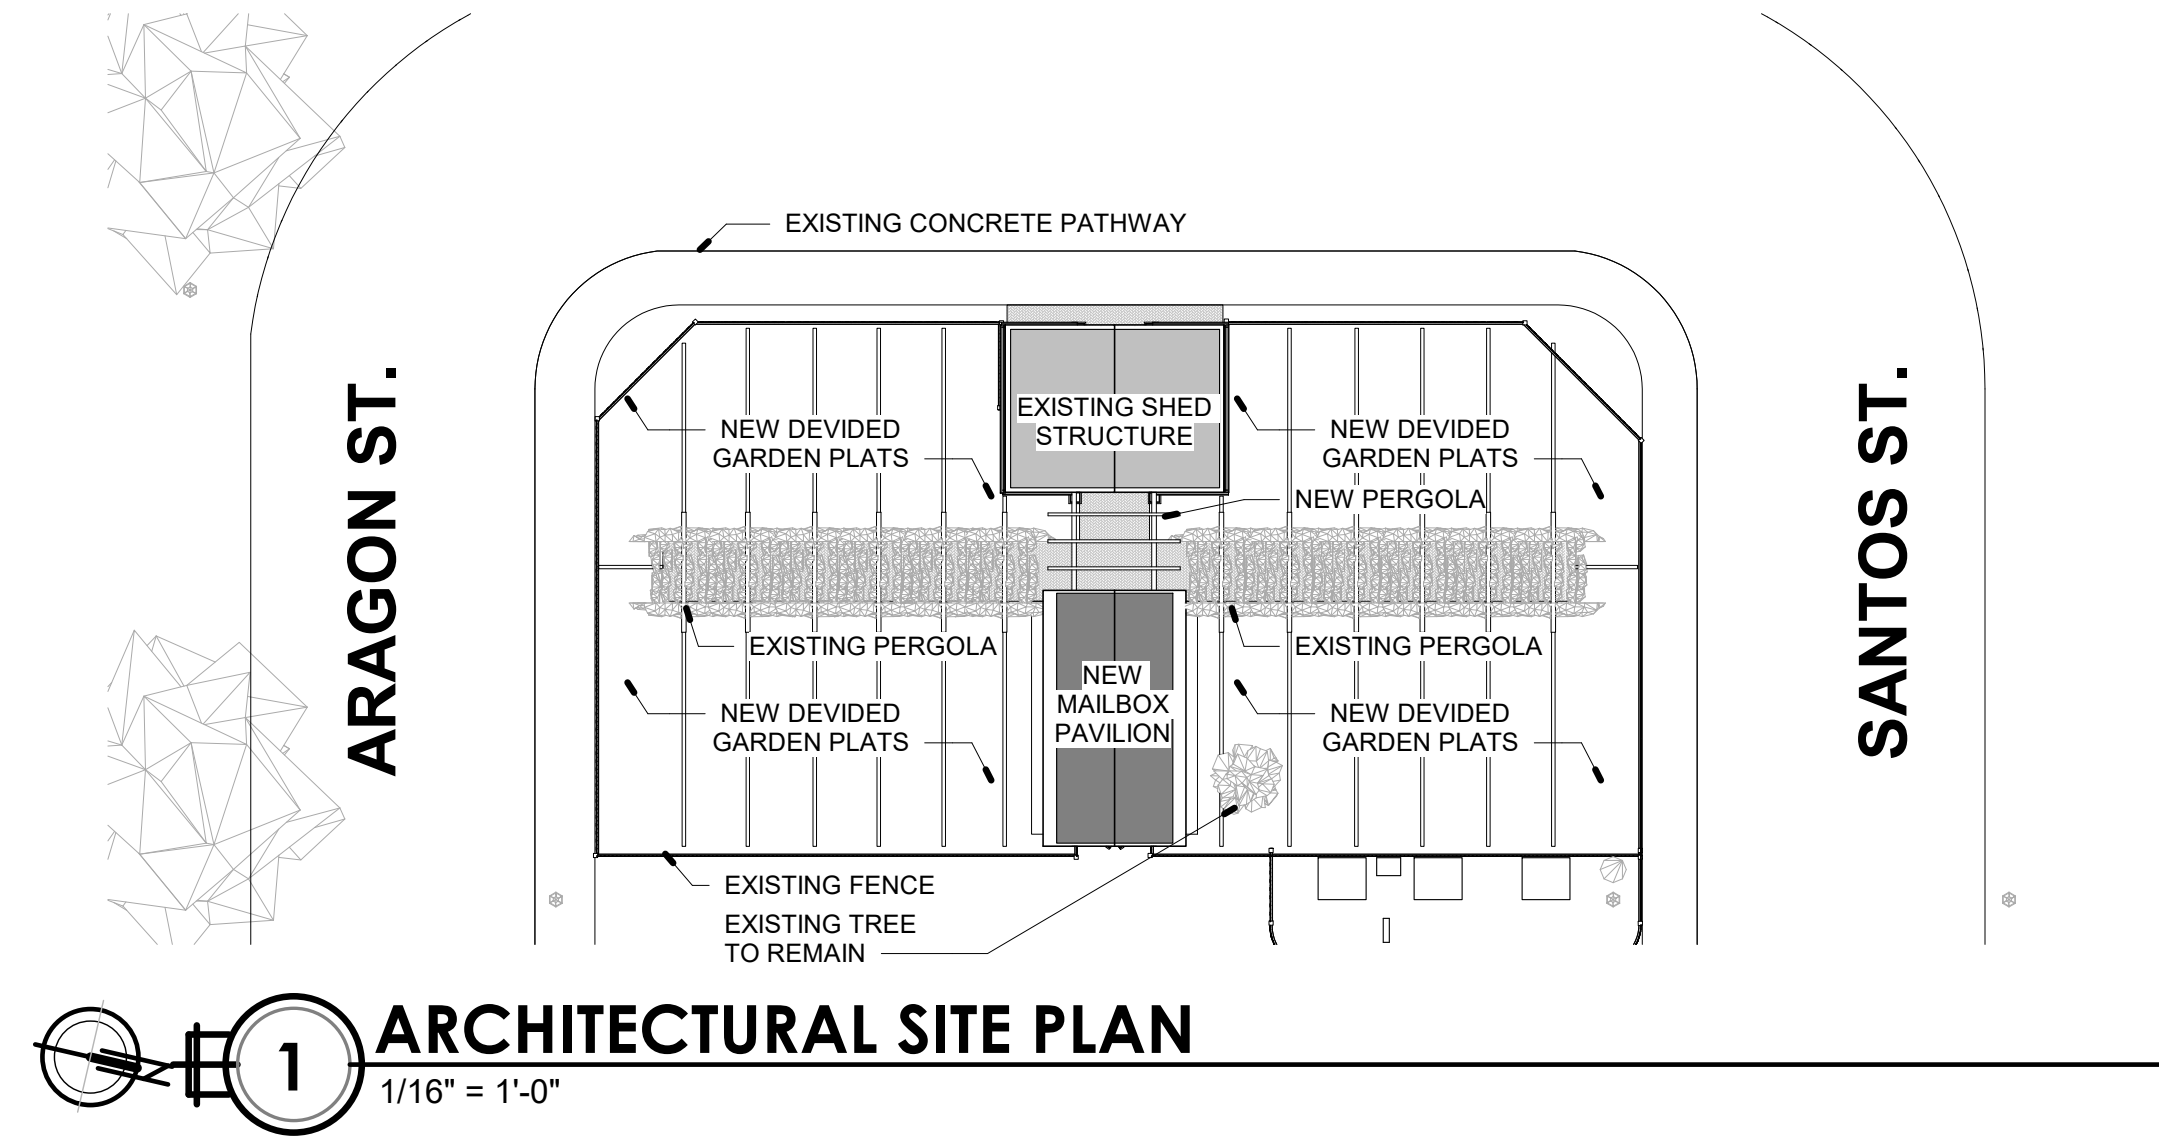 EXISTING CONCRETE PATHWAY
ARAGON ST.
SANTOS ST.
EXISTING SHED
STRUCTURE
NEW DEVIDED
GARDEN PLATS
NEW DEVIDED
GARDEN PLATS
NEW PERGOLA
EXISTING PERGOLA
EXISTING PERGOLA
NEW
MAILBOX
PAVILION
NEW DEVIDED
GARDEN PLATS
NEW DEVIDED
GARDEN PLATS
EXISTING FENCE
EXISTING TREE
TO REMAIN
1
ARCHITECTURAL SITE PLAN
1/16" = 1'-0"